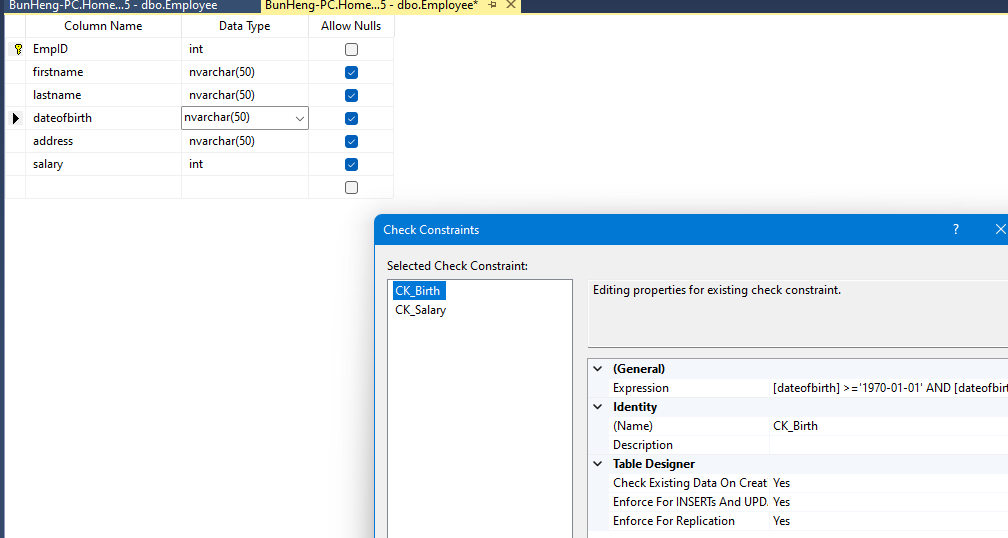 BunHeng-PC.Home...5 - dbo.Employee
BunHeng-PC.Home...5 - dbo.Employee*
Column Name Data Type Allow Nulls
EmpID int
firstname nvarchar(50)
lastname nvarchar(50)
dateofbirth nvarchar(50)
address nvarchar(50)
salary int
Check Constraints ?
Selected Check Constraint:
CK_Birth
CK_Salary
Editing properties for existing check constraint.
(General)
Expression [dateofbirth] >='1970-01-01' AND [dateofbirt
Identity
(Name) CK_Birth
Description
Table Designer
Check Existing Data On Creat Yes
Enforce For INSERTs And UPD. Yes
Enforce For Replication Yes